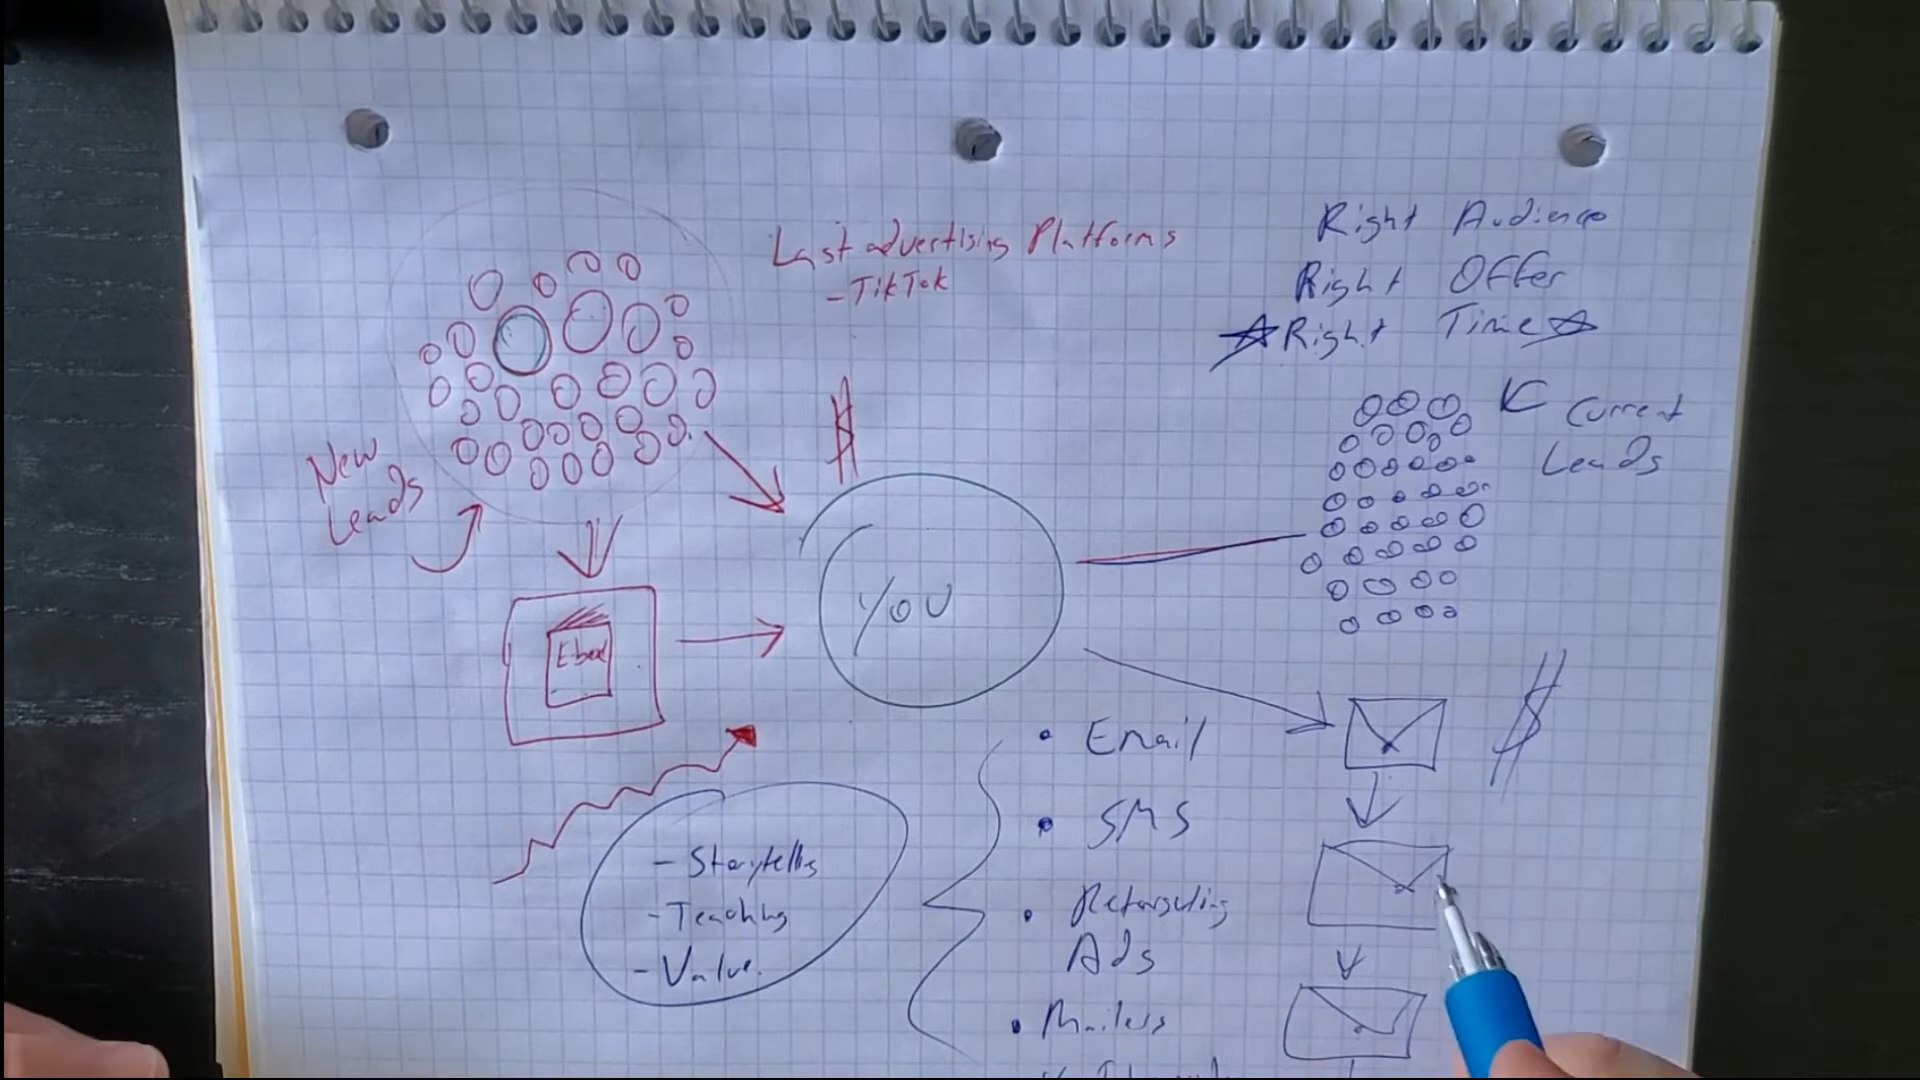 Right Audience
Last advertising Platforms
- TikTok
Right Offer
Right Time
Current
Leads
New
Leads
$
YOU
E-book
$
• Email
• SMS
- Storytelling
- Teaching
- Value.
• Retargeting
Ads
• Mailers